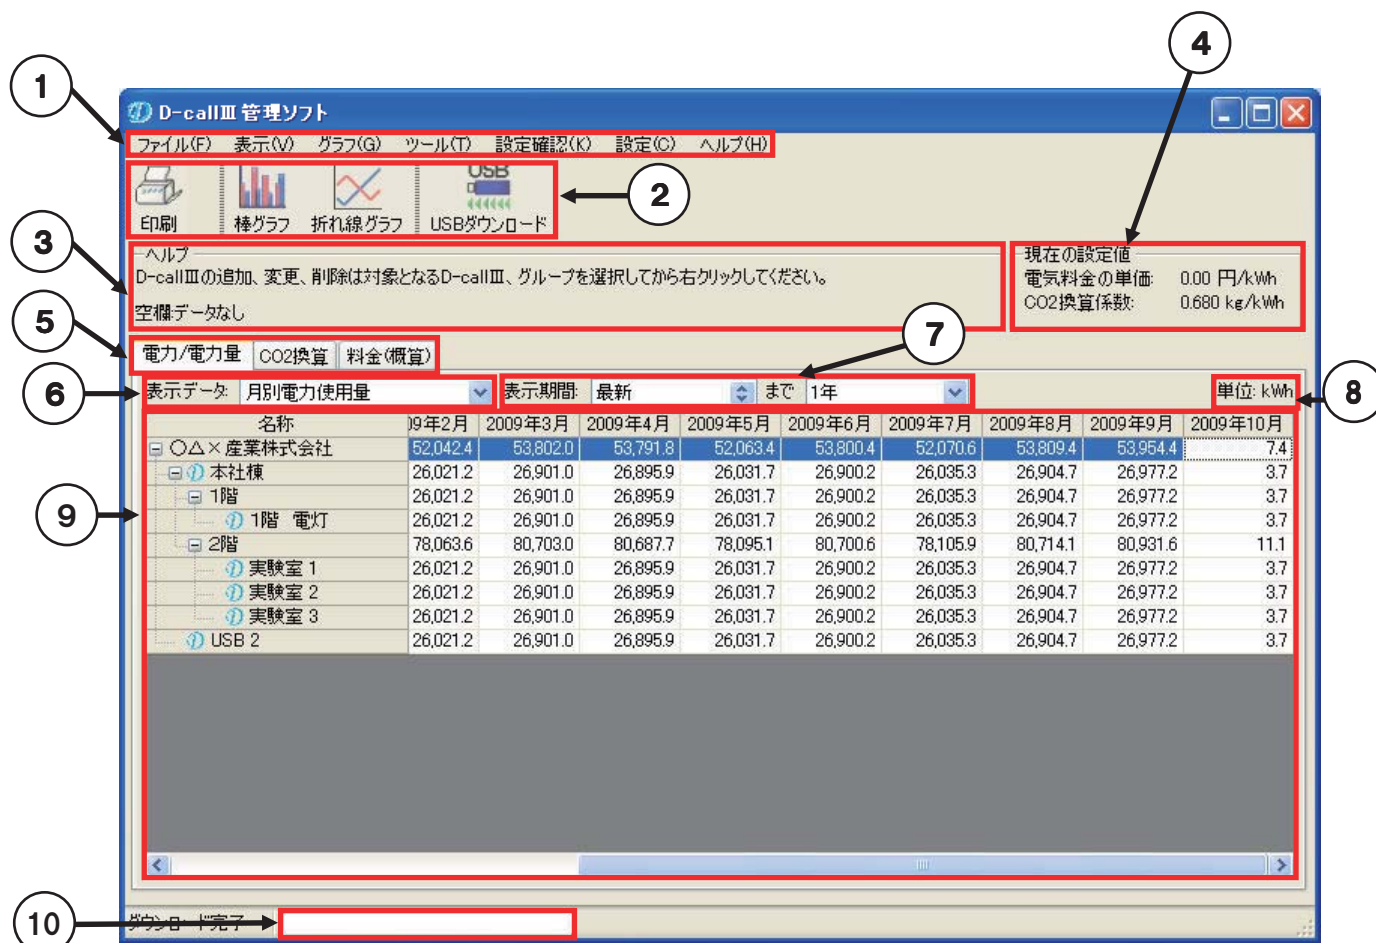 4
1
D-callⅢ 管理ソフト
ファイル(F) 表示(V) グラフ(G) ツール(T) 設定確認(K) 設定(C) ヘルプ(H)
USB
2
印刷 棒グラフ 折れ線グラフ USBダウンロード
3
ヘルプ
D-callⅢの追加、変更、削除は対象となるD-callⅢ、グループを選択してから右クリックしてください。
空欄:データなし
現在の設定値
電気料金の単価: 0.00 円/kWh
CO2換算係数: 0.680 kg/kWh
5
7
電力/電力量 CO2換算 料金(概算)
6
表示データ: 月別電力使用量 表示期間: 最新 まで 1年 単位: kWh
8
名称 09年2月 2009年3月 2009年4月 2009年5月 2009年6月 2009年7月 2009年8月 2009年9月 2009年10月
〇△×産業株式会社 52,042.4 53,802.0 53,791.8 52,063.4 53,800.4 52,070.6 53,809.4 53,954.4 7.4
本社棟 26,021.2 26,901.0 26,895.9 26,031.7 26,900.2 26,035.3 26,904.7 26,977.2 3.7
1階 26,021.2 26,901.0 26,895.9 26,031.7 26,900.2 26,035.3 26,904.7 26,977.2 3.7
9
1階 電灯 26,021.2 26,901.0 26,895.9 26,031.7 26,900.2 26,035.3 26,904.7 26,977.2 3.7
2階 78,063.6 80,703.0 80,687.7 78,095.1 80,700.6 78,105.9 80,714.1 80,931.6 11.1
実験室 1 26,021.2 26,901.0 26,895.9 26,031.7 26,900.2 26,035.3 26,904.7 26,977.2 3.7
実験室 2 26,021.2 26,901.0 26,895.9 26,031.7 26,900.2 26,035.3 26,904.7 26,977.2 3.7
実験室 3 26,021.2 26,901.0 26,895.9 26,031.7 26,900.2 26,035.3 26,904.7 26,977.2 3.7
USB 2 26,021.2 26,901.0 26,895.9 26,031.7 26,900.2 26,035.3 26,904.7 26,977.2 3.7
10
ダウンロード完了